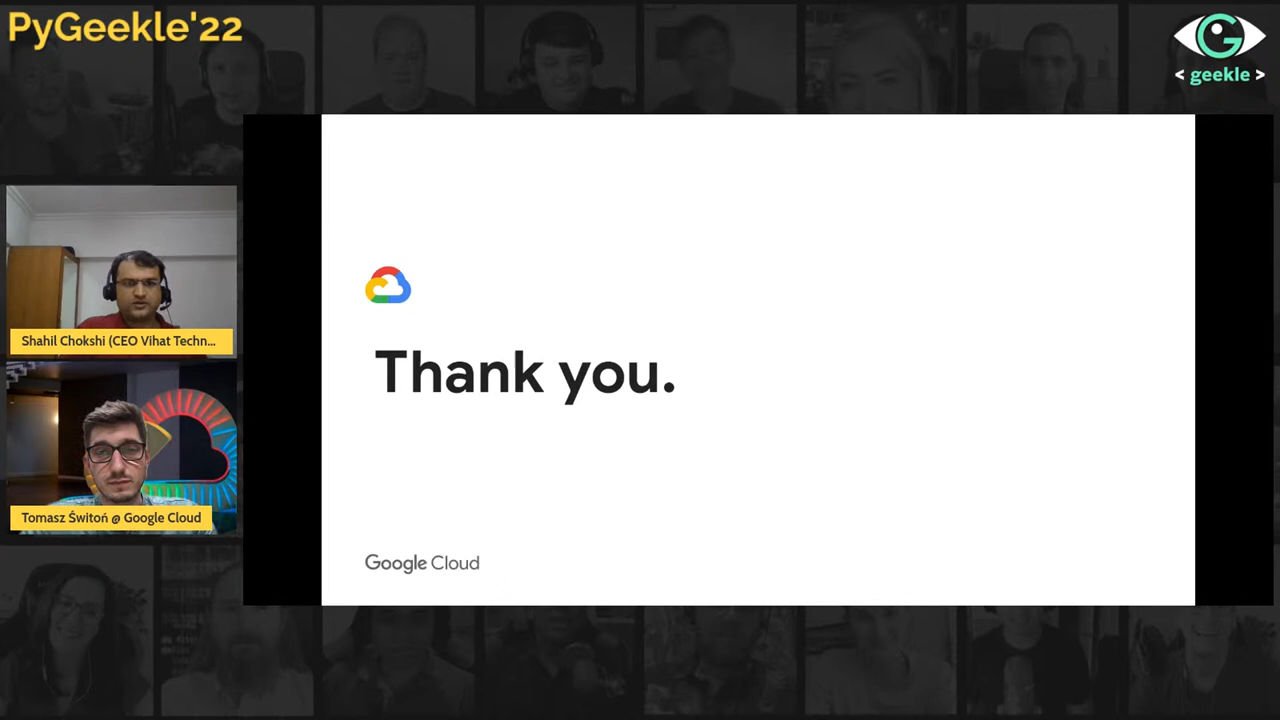 PyGeekle'22
< geekle >
Thank you.
Shahil Chokshi (CEO Vihat Techn...
Tomasz Świtoń @ Google Cloud
Google Cloud